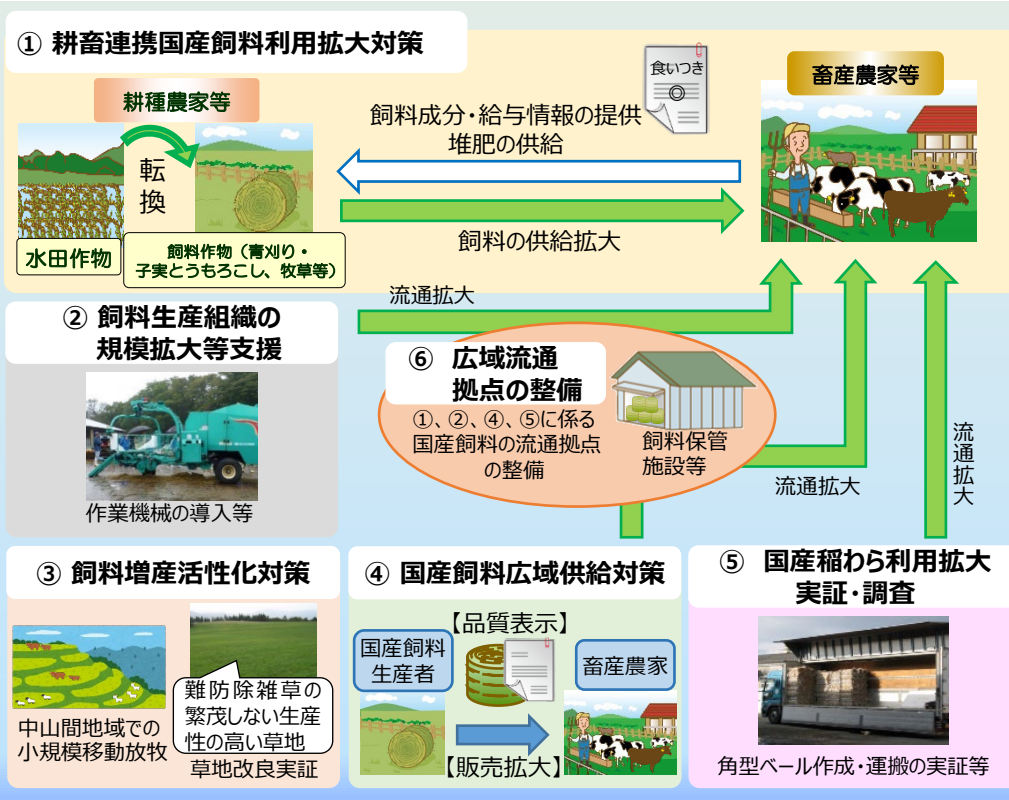 ① 耕畜連携国産飼料利用拡大対策
耕種農家等
転
換
水田作物
飼料作物（青刈り・
子実とうもろこし、牧草等）
飼料成分・給与情報の提供
堆肥の供給
食いつき
◎
飼料の供給拡大
畜産農家等
② 飼料生産組織の
規模拡大等支援
作業機械の導入等
流通拡大
⑥ 広域流通
拠点の整備
①、②、④、⑤に係る
国産飼料の流通拠点
の整備
飼料保管
施設等
流通拡大
流通拡大
③ 飼料増産活性化対策
中山間地域での
小規模移動放牧
難防除雑草の
繁茂しない生産
性の高い草地
草地改良実証
④ 国産飼料広域供給対策
【品質表示】
国産飼料
生産者
畜産農家
【販売拡大】
⑤ 国産稲わら利用拡大
実証・調査
角型ベール作成・運搬の実証等